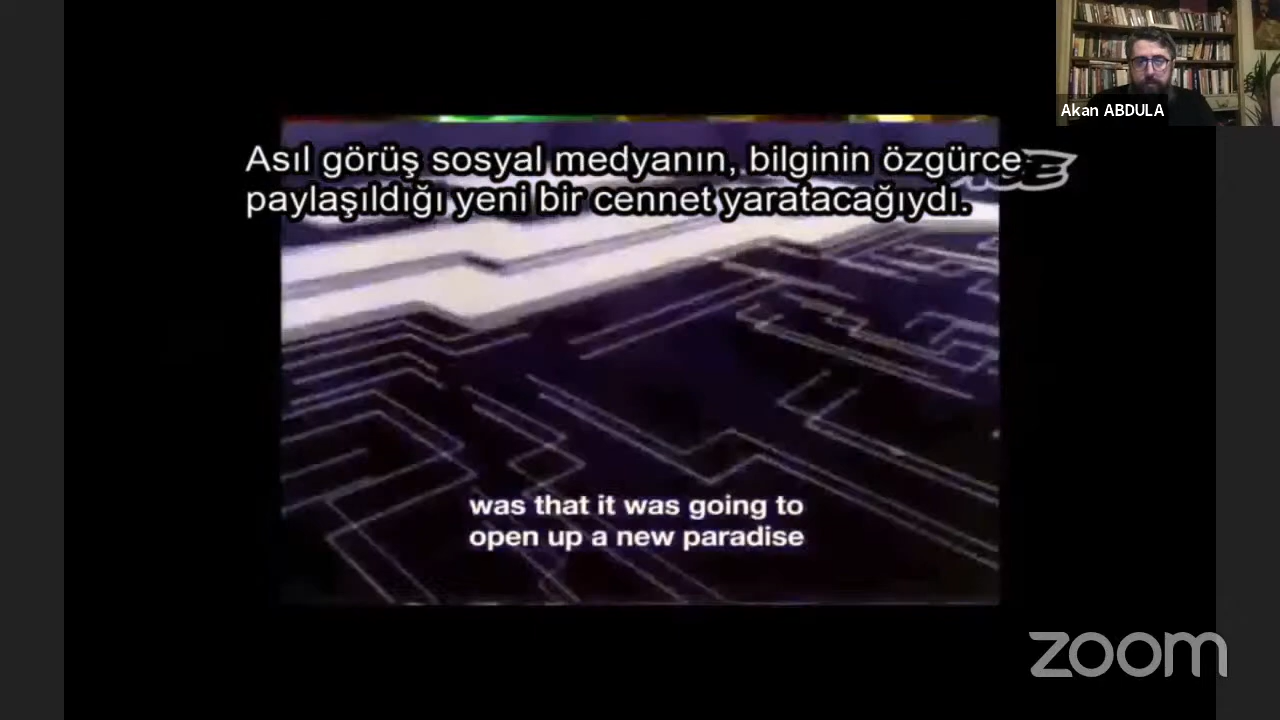 Akan ABDULA
Asıl görüş sosyal medyanın, bilginin özgürce
paylaşıldığı yeni bir cennet yaratacağıydı.
was that it was going to
open up a new paradise
zoom